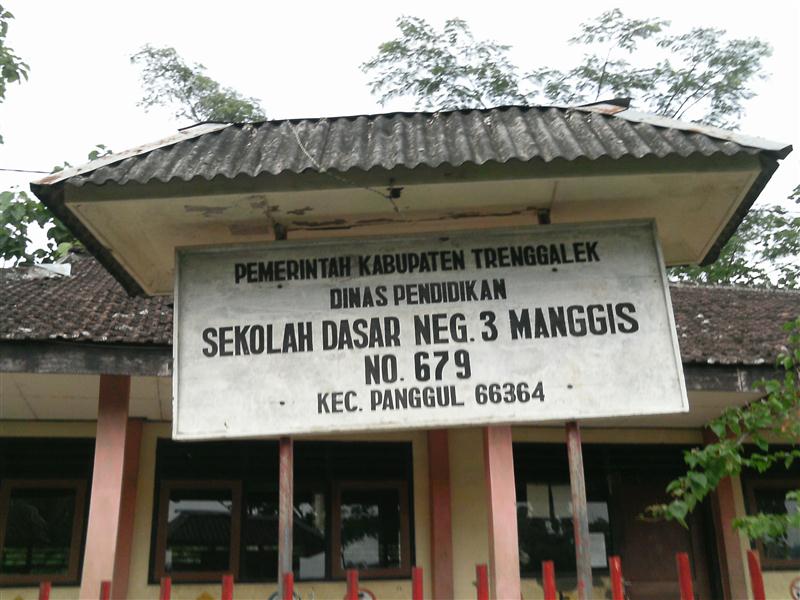 PEMERINTAH KABUPATEN TRENGGALEK
DINAS PENDIDIKAN
SEKOLAH DASAR NEG. 3 MANGGIS
NO. 679
KEC. PANGGUL 66364